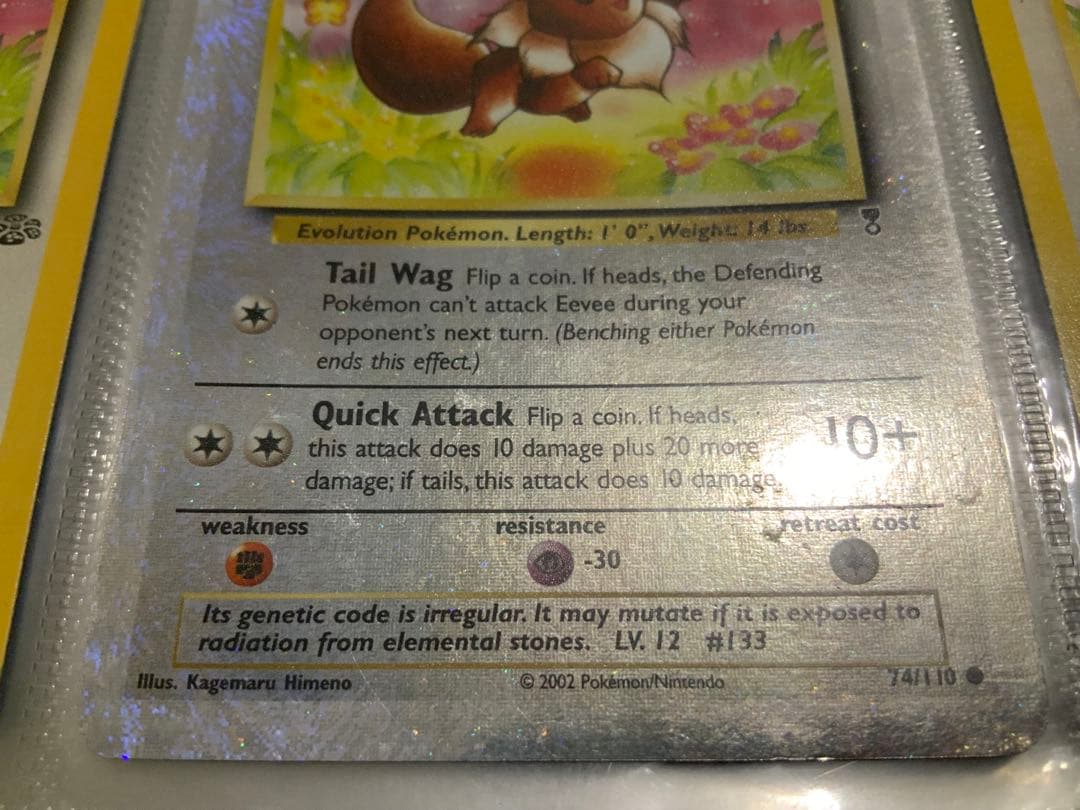 Evolution Pokémon. Length: 1' 0", Weight: 14 lbs.
Tail Wag Flip a coin. If heads, the Defending
Pokémon can't attack Eevee during your
opponent's next turn. (Benching either Pokémon
ends this effect.)
Quick Attack Flip a coin. If heads,
this attack does 10 damage plus 20 more
damage; if tails, this attack does 10 damage.
10+
weakness resistance retreat cost
-30
Its genetic code is irregular. It may mutate if it is exposed to
radiation from elemental stones. LV. 12 #133
Illus. Kagemaru Himeno © 2002 Pokémon/Nintendo 74/110